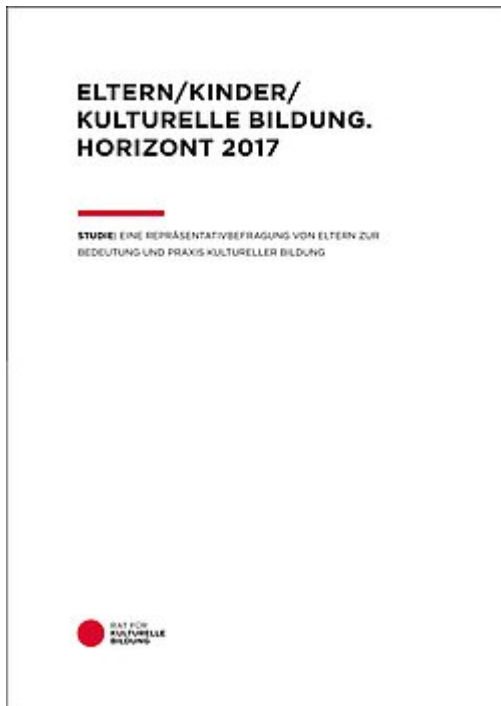 ELTERN/KINDER/
KULTURELLE BILDUNG.
HORIZONT 2017
STUDIE| EINE REPRÄSENTATIVBEFRAGUNG VON ELTERN ZUR
BEDEUTUNG UND PRAXIS KULTURELLER BILDUNG
RAT FÜR
KULTURELLE
BILDUNG